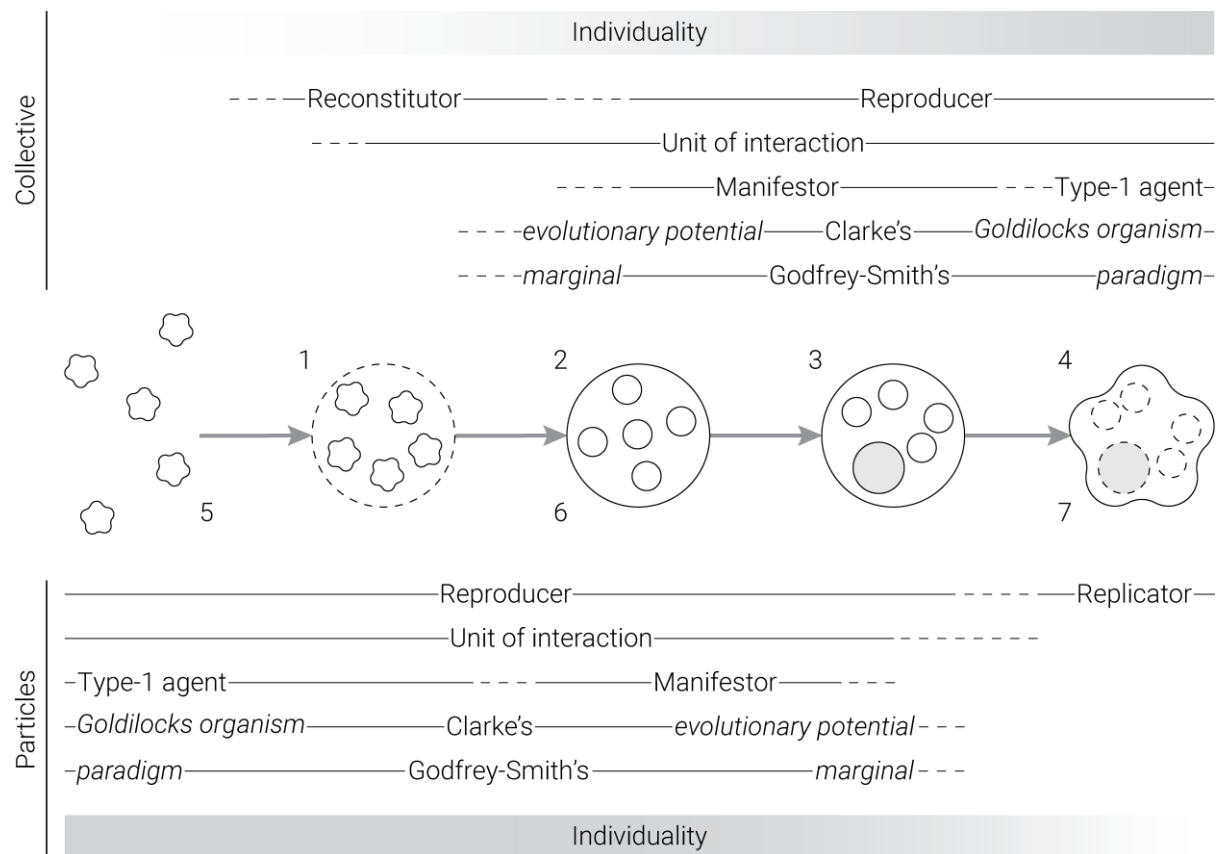 Individuality
Collective
Reconstitutor Reproducer
Unit of interaction
Manifestor Type-1 agent
evolutionary potential Clarke's Goldilocks organism
marginal Godfrey-Smith's paradigm
1 2 3 4
5 6 7
Particles
Reproducer Replicator
Unit of interaction
Type-1 agent Manifestor
Goldilocks organism Clarke's evolutionary potential
paradigm Godfrey-Smith's marginal
Individuality